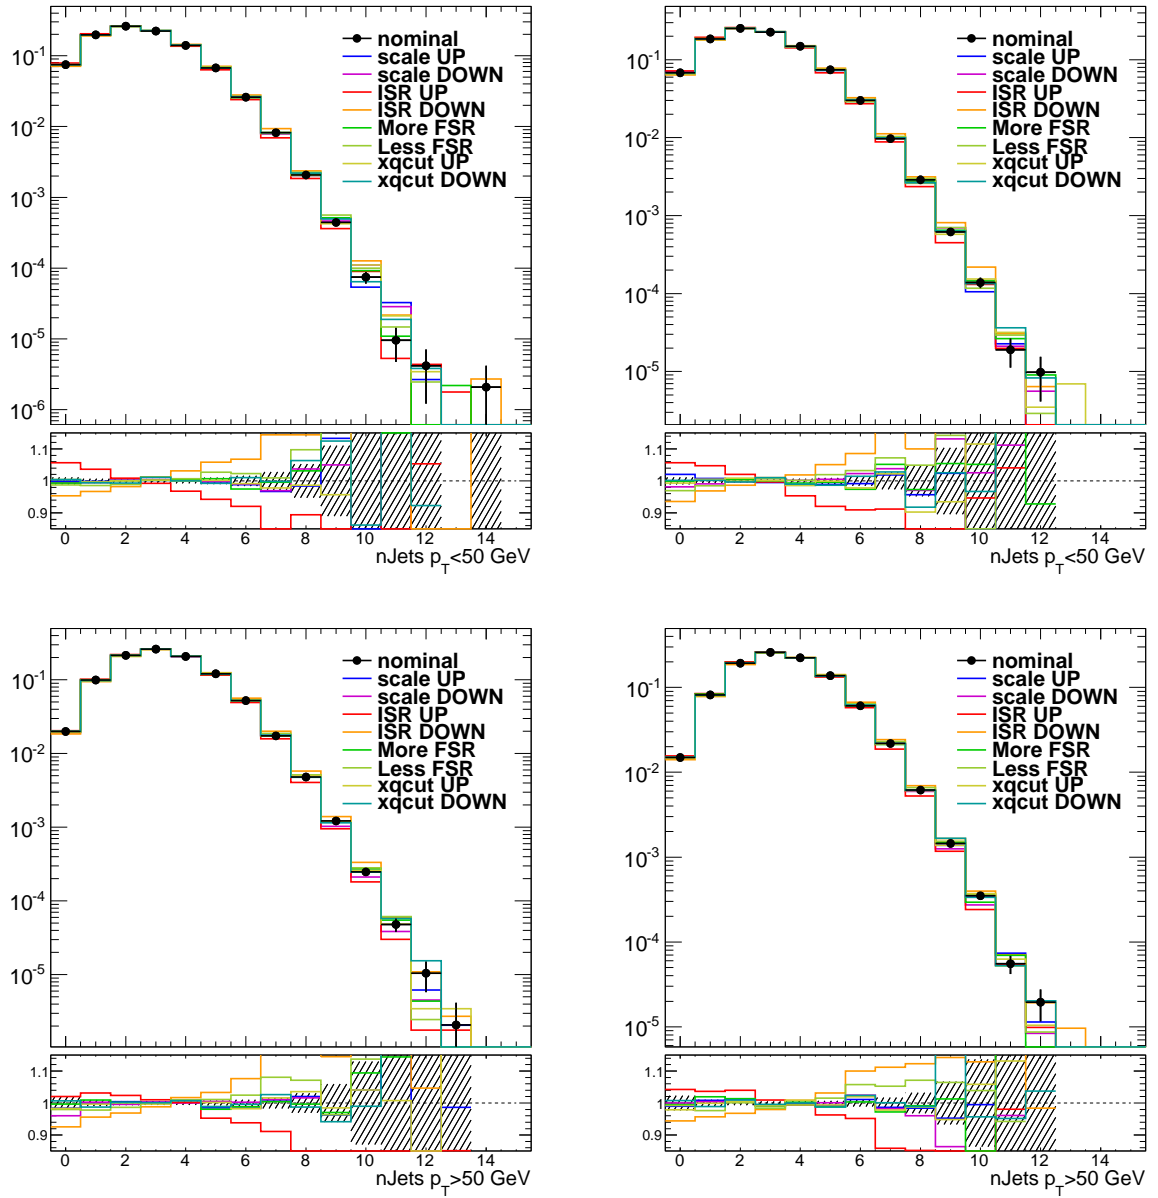 10⁻¹
10⁻²
10⁻³
10⁻⁴
10⁻⁵
10⁻⁶
nominal
scale UP
scale DOWN
ISR UP
ISR DOWN
More FSR
Less FSR
xqcut UP
xqcut DOWN
1.1
1
0.9
0 2 4 6 8 10 12 14
nJets p_T<50 GeV
10⁻¹
10⁻²
10⁻³
10⁻⁴
10⁻⁵
nominal
scale UP
scale DOWN
ISR UP
ISR DOWN
More FSR
Less FSR
xqcut UP
xqcut DOWN
1.1
1
0.9
0 2 4 6 8 10 12 14
nJets p_T<50 GeV
10⁻¹
10⁻²
10⁻³
10⁻⁴
10⁻⁵
nominal
scale UP
scale DOWN
ISR UP
ISR DOWN
More FSR
Less FSR
xqcut UP
xqcut DOWN
1.1
1
0.9
0 2 4 6 8 10 12 14
nJets p_T>50 GeV
10⁻¹
10⁻²
10⁻³
10⁻⁴
10⁻⁵
nominal
scale UP
scale DOWN
ISR UP
ISR DOWN
More FSR
Less FSR
xqcut UP
xqcut DOWN
1.1
1
0.9
0 2 4 6 8 10 12 14
nJets p_T>50 GeV